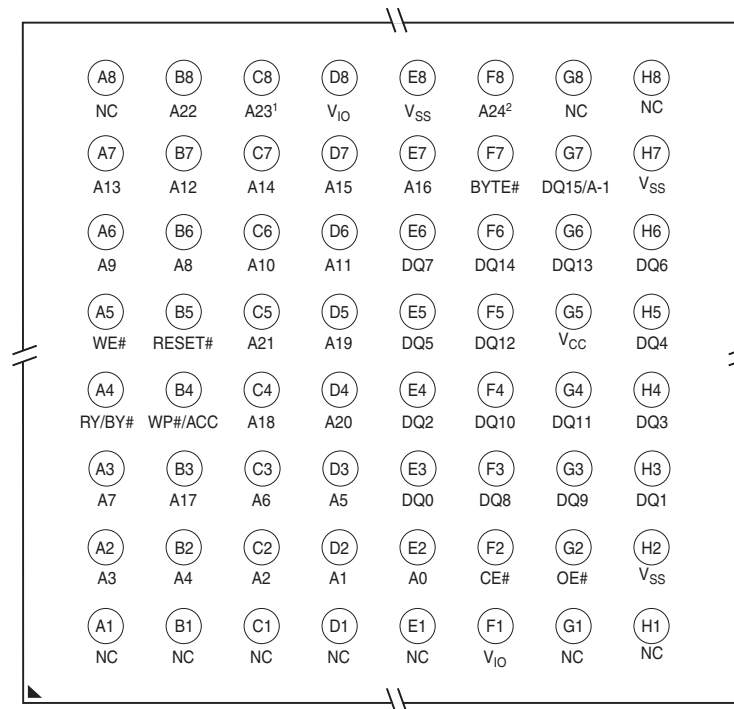 A8 B8 C8 D8 E8 F8 G8 H8
NC A22 A23¹ V_IO V_SS A24² NC NC
A7 B7 C7 D7 E7 F7 G7 H7
A13 A12 A14 A15 A16 BYTE# DQ15/A-1 V_SS
A6 B6 C6 D6 E6 F6 G6 H6
A9 A8 A10 A11 DQ7 DQ14 DQ13 DQ6
A5 B5 C5 D5 E5 F5 G5 H5
WE# RESET# A21 A19 DQ5 DQ12 V_CC DQ4
A4 B4 C4 D4 E4 F4 G4 H4
RY/BY# WP#/ACC A18 A20 DQ2 DQ10 DQ11 DQ3
A3 B3 C3 D3 E3 F3 G3 H3
A7 A17 A6 A5 DQ0 DQ8 DQ9 DQ1
A2 B2 C2 D2 E2 F2 G2 H2
A3 A4 A2 A1 A0 CE# OE# V_SS
A1 B1 C1 D1 E1 F1 G1 H1
NC NC NC NC NC V_IO NC NC